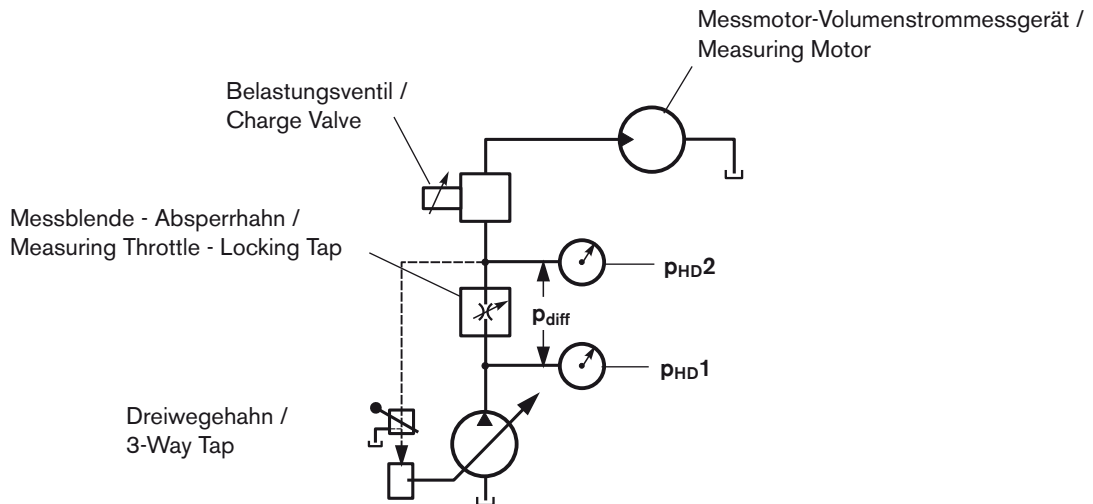 Messmotor-Volumenstrommessgerät /
Measuring Motor
Belastungsventil /
Charge Valve
Messblende - Absperrhahn /
Measuring Throttle - Locking Tap
pHD2
pdiff
pHD1
Dreiwegehahn /
3-Way Tap